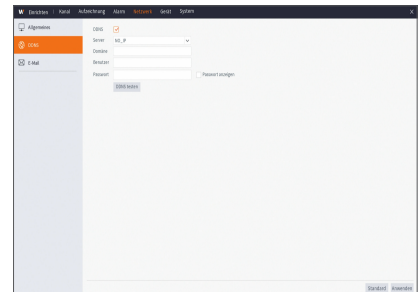 W Einrichten | Kanal Aufzeichnung Alarm Netzwerk Gerät System X
Allgemeines
DDNS
E-Mail
DDNS
Server NO_IP
Domäne
Benutzer
Passwort Passwort anzeigen
DDNS testen
Standard Anwenden